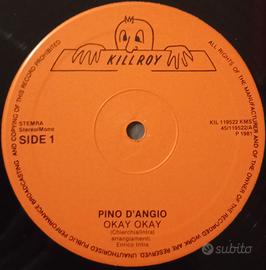 KILLROY
STEMRA
Stereo/Mono
SIDE 1
KIL 119522 KMS
45/119522/A
P 1981
PINO D'ANGIO
OKAY OKAY
(Chierchia/Intra)
arrangiamenti:
Enrico Intra
ALL RIGHTS OF THE MANUFACTURER AND OF THE OWNER OF THE RECORDED WORK ARE RESERVED. UNAUTHORISED PUBLIC PERFORMANCE BROADCASTING AND COPYING OF THIS RECORD PROHIBITED
subito